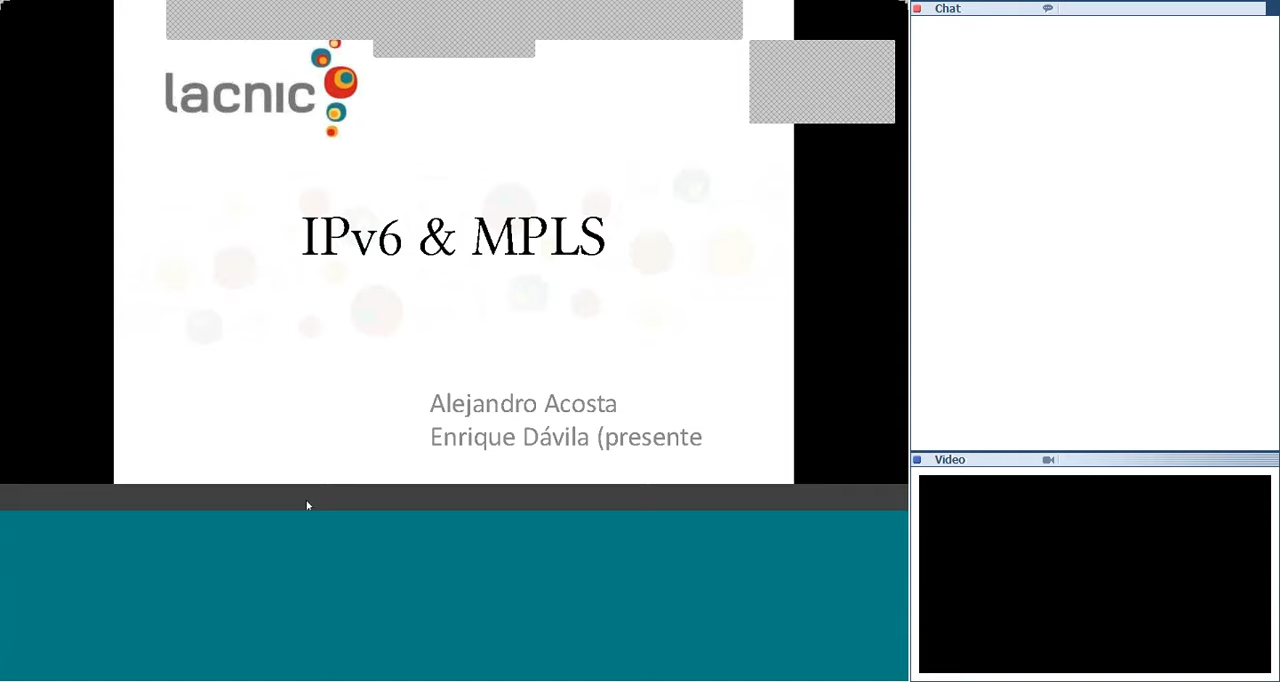 Chat
lacnic
IPv6 & MPLS
Alejandro Acosta
Enrique Dávila (presente
Video